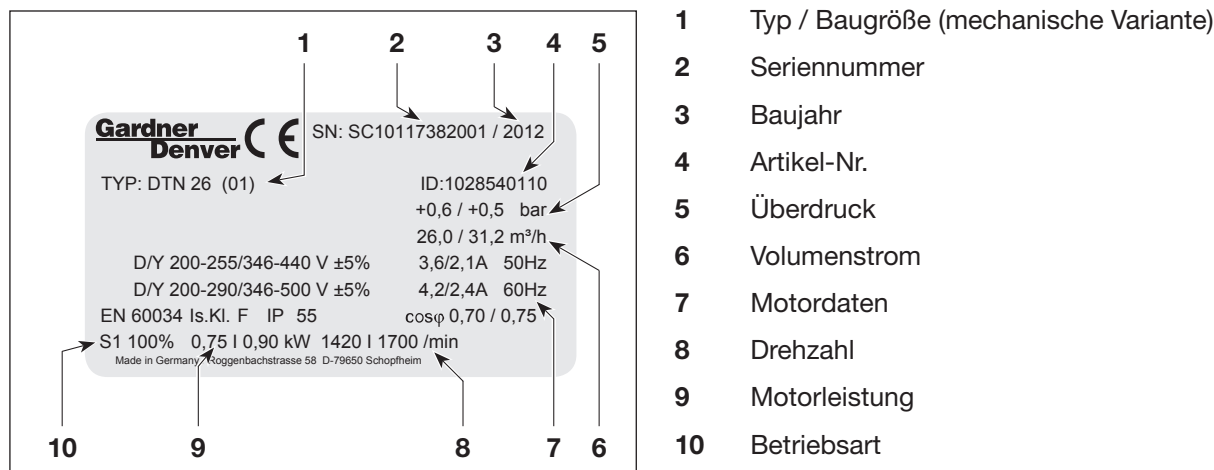 1 2 3 4 5
Gardner
Denver CE SN: SC10117382001 / 2012
TYP: DTN 26 (01) ID:1028540110
+0,6 / +0,5 bar
26,0 / 31,2 m³/h
D/Y 200-255/346-440 V ±5% 3,6/2,1A 50Hz
D/Y 200-290/346-500 V ±5% 4,2/2,4A 60Hz
EN 60034 Is.Kl. F IP 55 cosφ 0,70 / 0,75
S1 100% 0,75 I 0,90 kW 1420 I 1700 /min
Made in Germany Roggenbachstrasse 58 D-79650 Schopfheim
10 9 8 7 6
1 Typ / Baugröße (mechanische Variante)
2 Seriennummer
3 Baujahr
4 Artikel-Nr.
5 Überdruck
6 Volumenstrom
7 Motordaten
8 Drehzahl
9 Motorleistung
10 Betriebsart